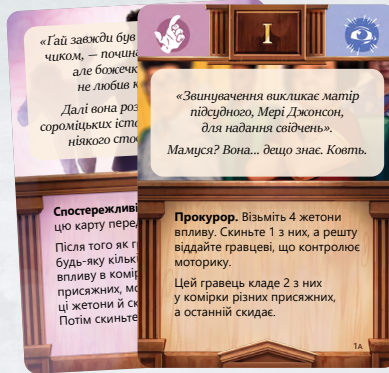 «Гай завжди був
чиком, — почина
але божечк
не любив к
Далі вона роз
сороміцьких істо
ніякого сто
Спостережливі
цю карту перед
Після того як г
будь-яку кількі
впливу в комір
присяжних, мо
ці жетони й ск
Потім скиньте
I
«Звинувачення викликає матір
підсудного, Мері Джонсон,
для надання свідчень».
Мамуся? Вона... дещо знає. Ковть.
Прокурор. Візьміть 4 жетони
впливу. Скиньте 1 з них, а решту
віддайте гравцеві, що контролює
моторику.
Цей гравець кладе 2 з них
у комірки різних присяжних,
а останній скидає.
1A